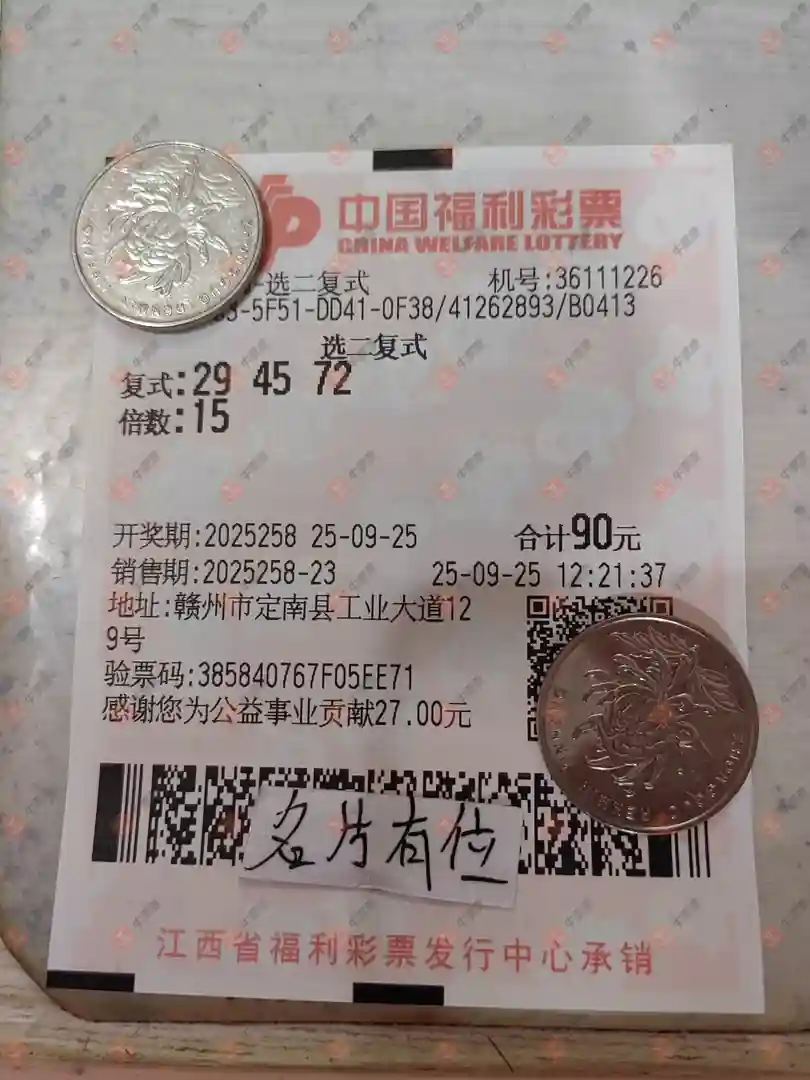 中国福利彩票
CHINA WELFARE LOTTERY
-选二复式 机号:36111226
-5F51-DD41-0F38/41262893/B0413
选二复式
复式:29 45 72
倍数:15
开奖期:2025258 25-09-25 合计90元
销售期:2025258-23 25-09-25 12:21:37
地址:赣州市定南县工业大道12
9号
验票码:385840767F05EE71
感谢您为公益事业贡献27.00元
名片有位
江西省福利彩票发行中心承销